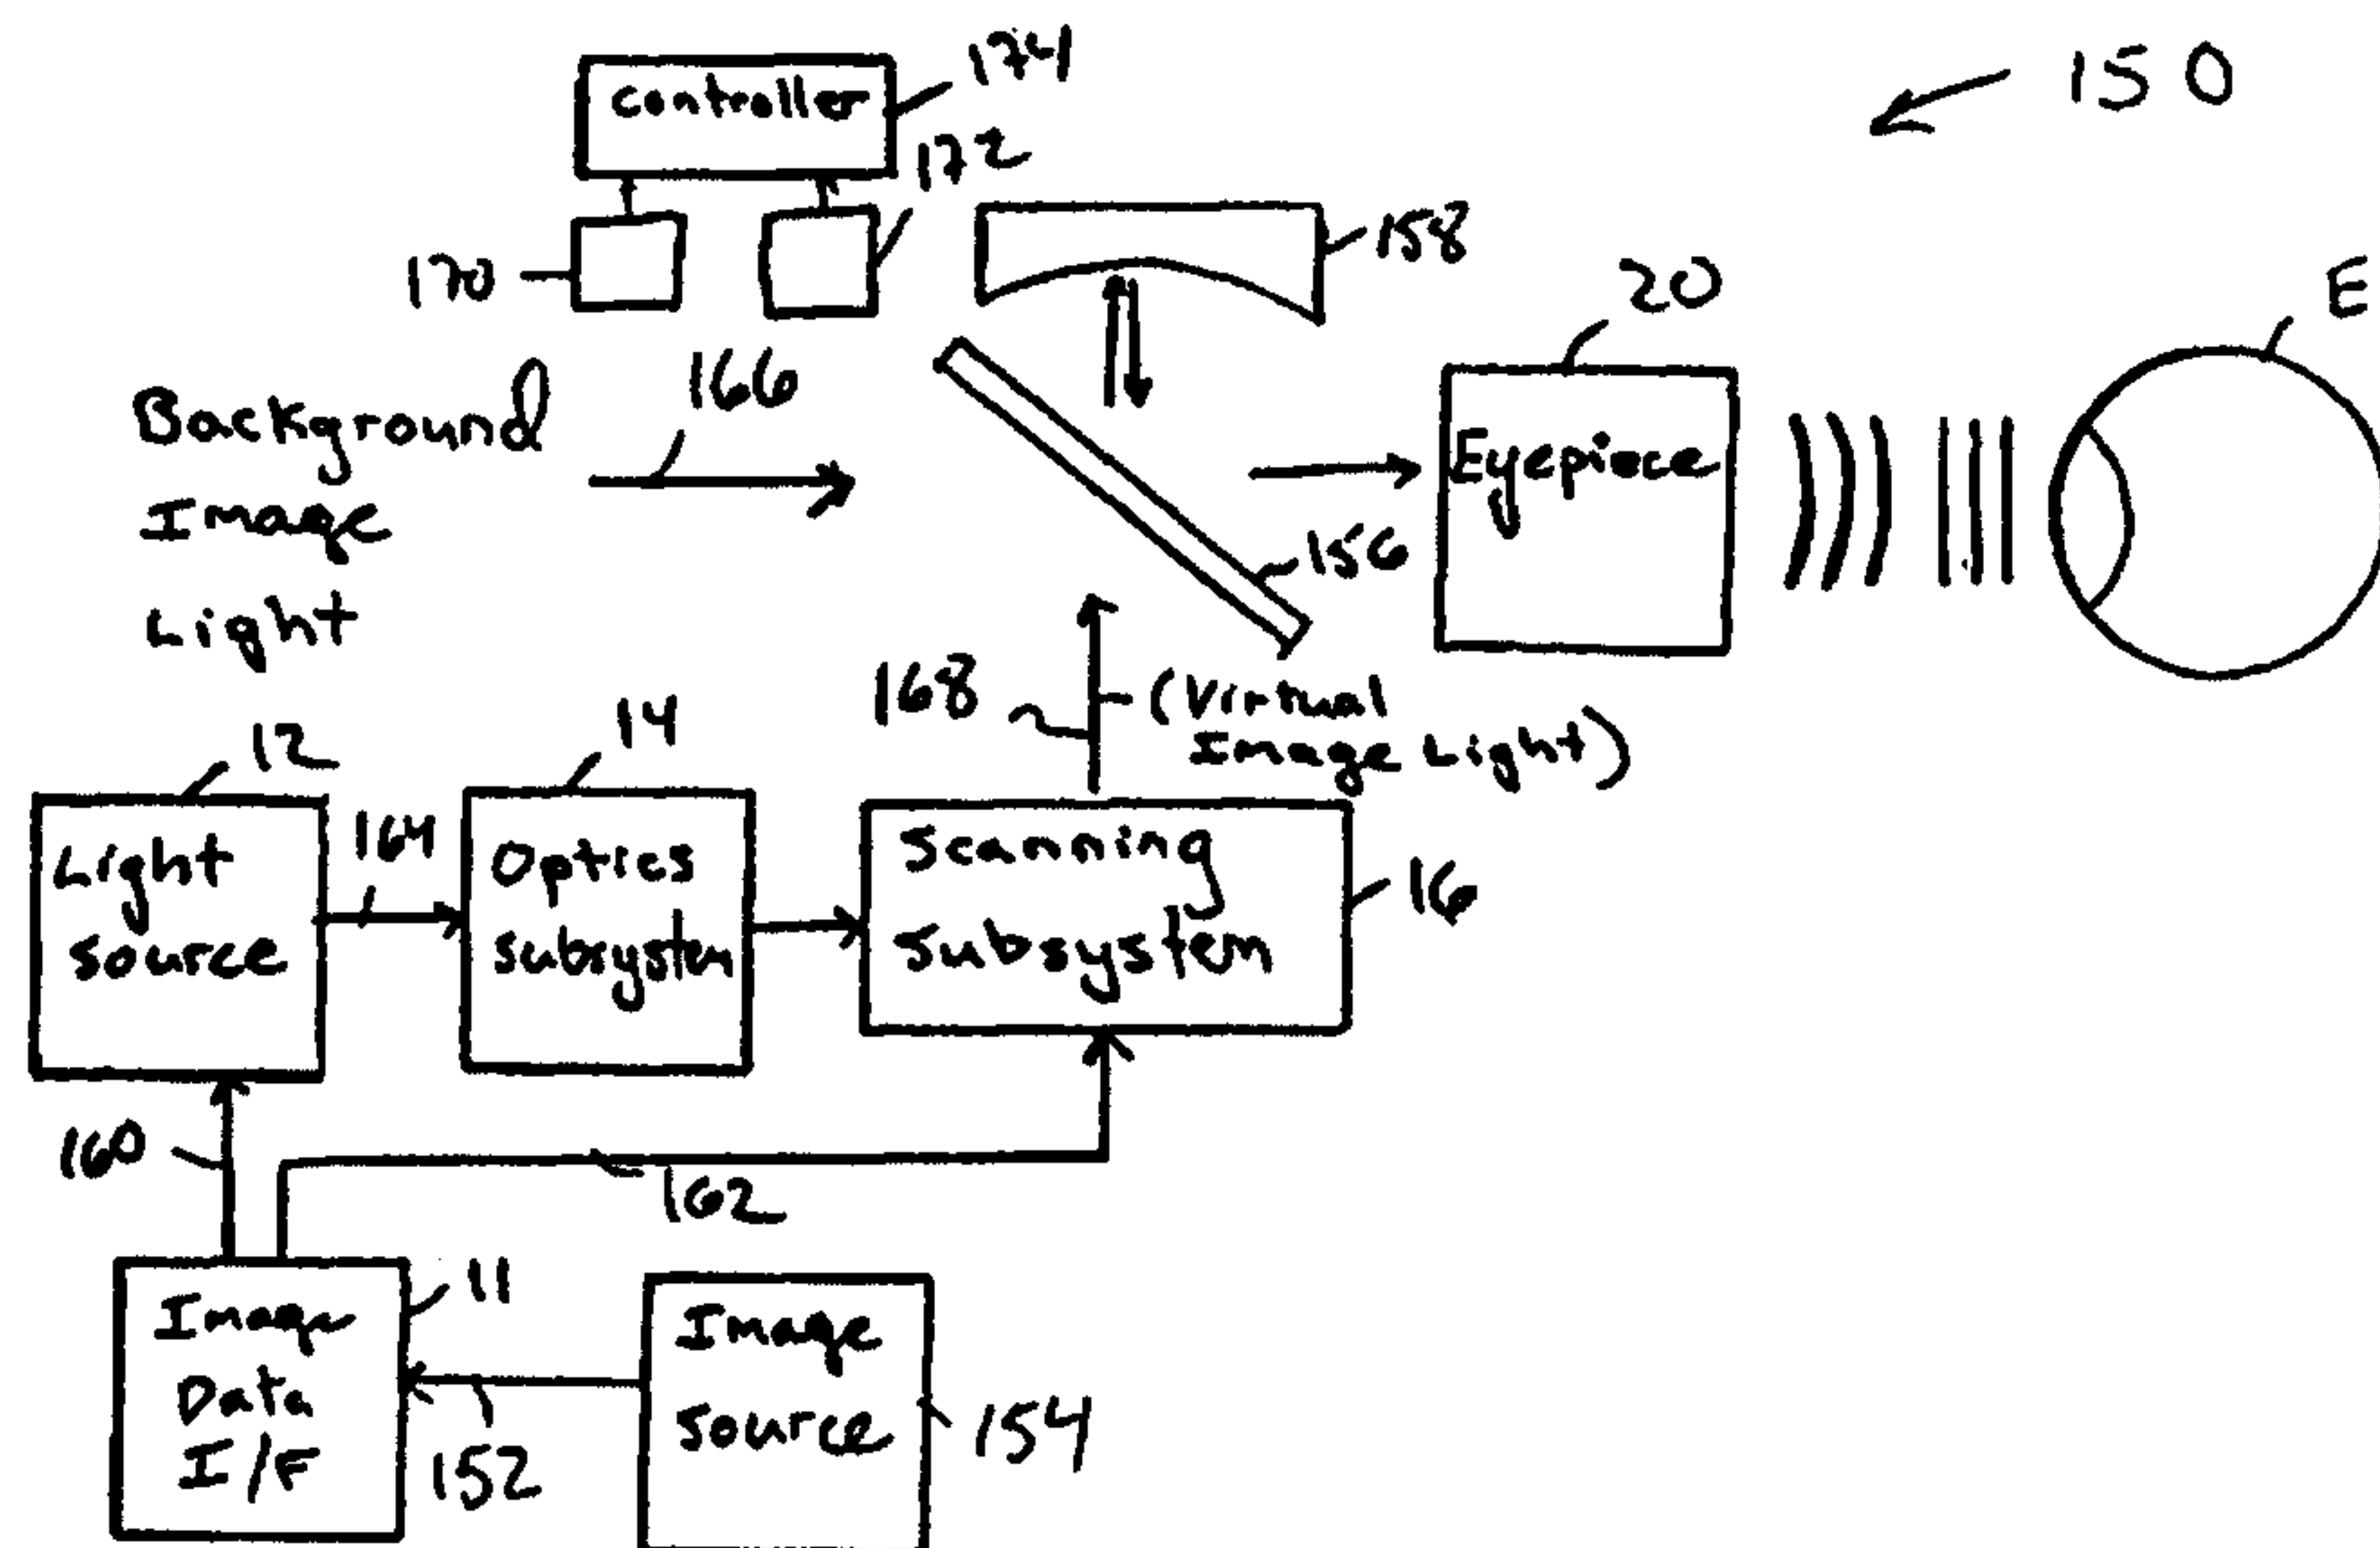 174
controller
150
172
158
170
20
E
166
Background
Image
Light
Eyepiece
156
168
(Virtual
Image Light)
12
14
164
Light
source
Optics
subsystem
Scanning
subsystem
16
160
162
11
Image
Data
I/F
152
Image
source
154